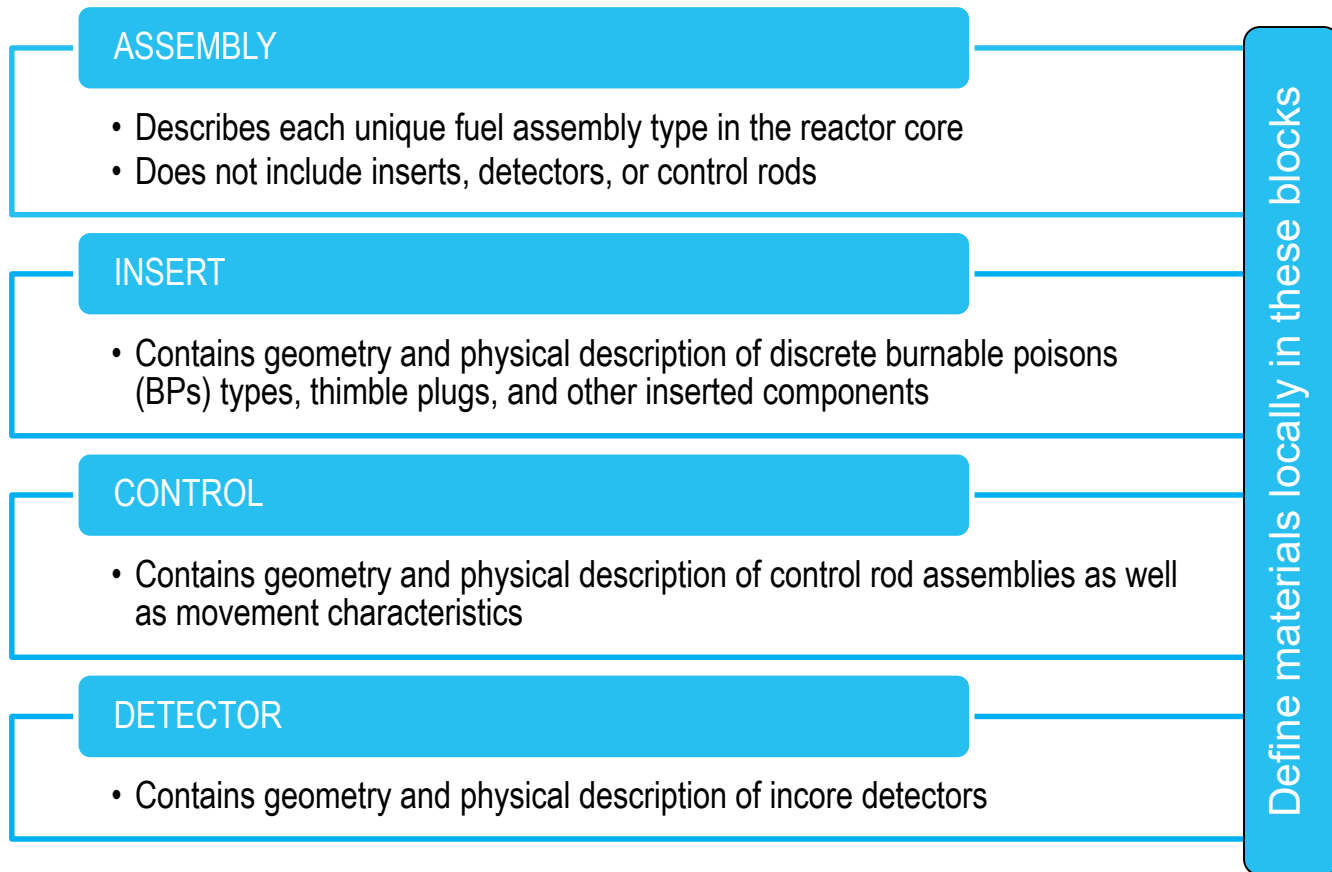 ASSEMBLY
• Describes each unique fuel assembly type in the reactor core
• Does not include inserts, detectors, or control rods
INSERT
• Contains geometry and physical description of discrete burnable poisons
(BPs) types, thimble plugs, and other inserted components
CONTROL
• Contains geometry and physical description of control rod assemblies as well
as movement characteristics
DETECTOR
• Contains geometry and physical description of incore detectors
Define materials locally in these blocks